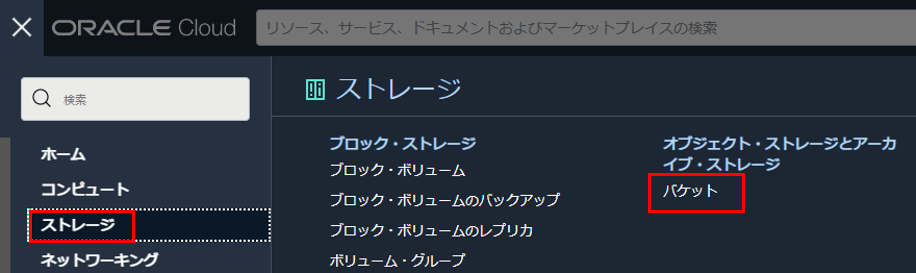 ORACLE Cloud
リソース、サービス、ドキュメントおよびマーケットプレイスの検索
検索
ホーム
コンピュート
ストレージ
ネットワーキング
ストレージ
ブロック・ストレージ
ブロック・ボリューム
ブロック・ボリュームのバックアップ
ブロック・ボリュームのレプリカ
ボリューム・グループ
オブジェクト・ストレージとアーカ
イブ・ストレージ
バケット